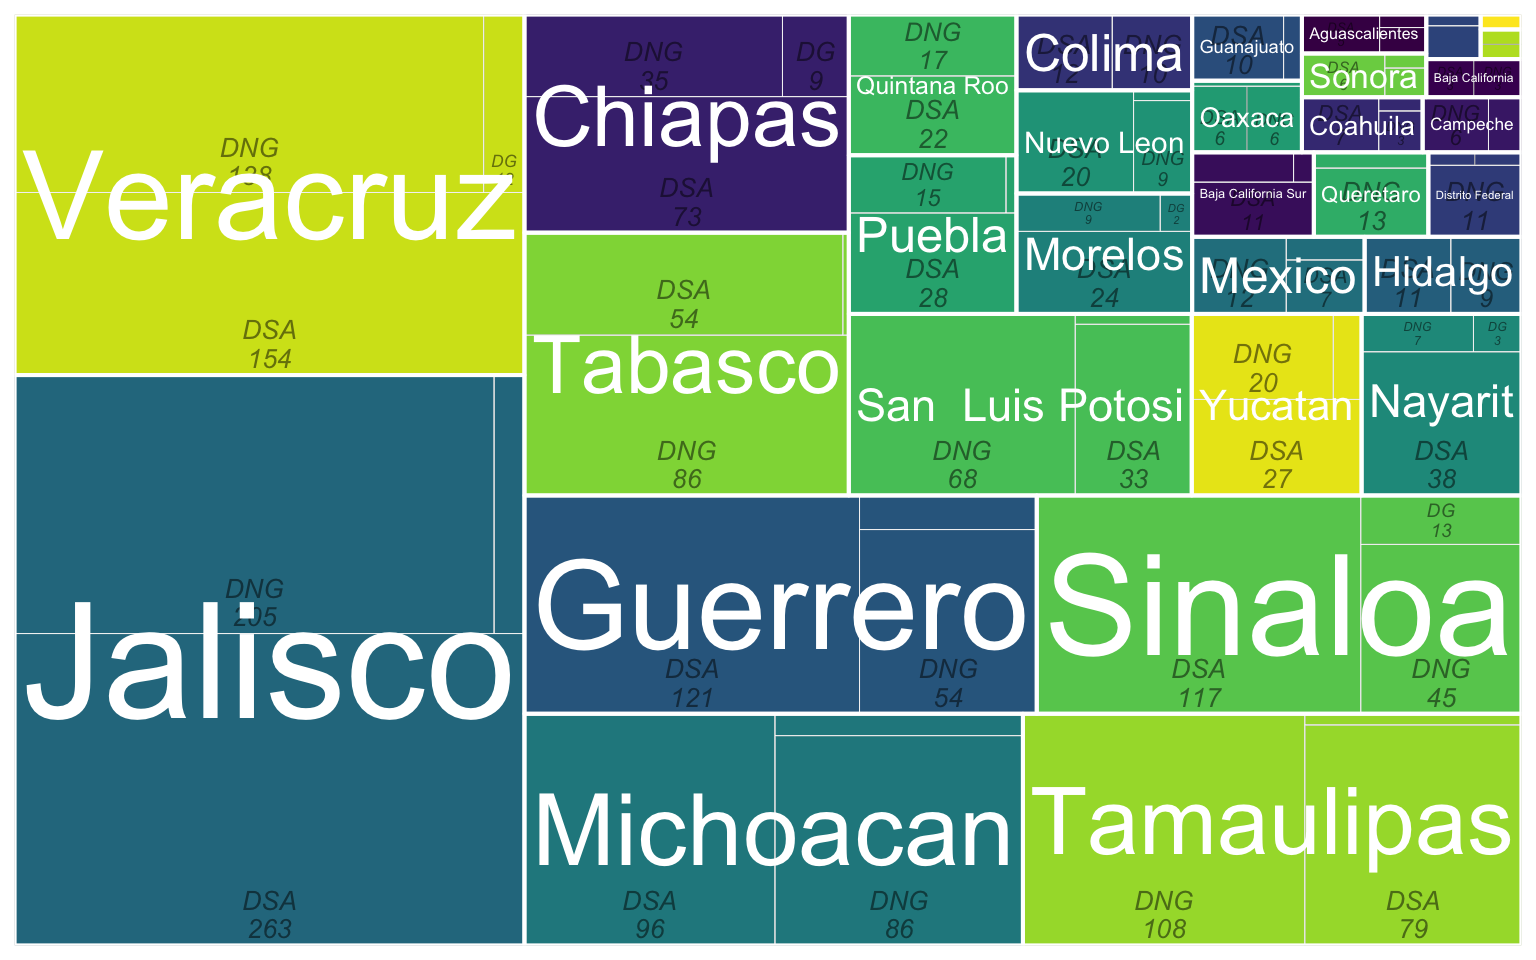 DNG
138
DG
Veracruz
DSA
154
DNG
205
Jalisco
DSA
263
DNG
35
DG
9
Chiapas
DSA
73
DSA
54
Tabasco
DNG
86
DNG
17
Quintana Roo
DSA
22
DNG
15
Puebla
DSA
28
DSA
12
DNG
10
Colima
Nuevo Leon
DSA
20
DNG
9
DNG
9
DG
2
Morelos
DSA
24
San Luis Potosi
DNG
68
DSA
33
DSA
10
Guanajuato
Oaxaca
6
6
Aguascalientes
DSA
Sonora
Baja California
Coahuila
DNG
6
Campeche
Baja California Sur
DSA
11
DNG
13
Queretaro
DNG
11
Distrito Federal
DNG
12
DSA
7
Mexico
DSA
11
DNG
9
Hidalgo
DNG
20
Yucatan
DSA
27
DNG
7
DG
3
Nayarit
DSA
38
Guerrero
DSA
121
DNG
54
DG
13
Sinaloa
DSA
117
DNG
45
Michoacan
DSA
96
DNG
86
Tamaulipas
DNG
108
DSA
79